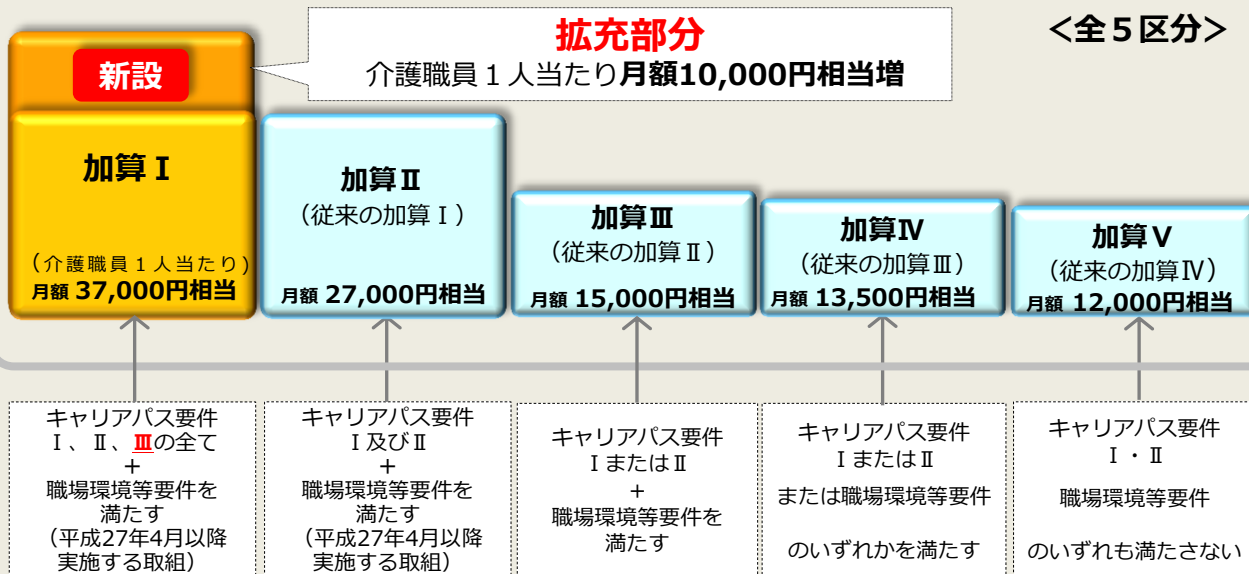 <全5区分>
拡充部分
介護職員1人当たり月額10,000円相当増
新設
加算Ⅰ
(介護職員1人当たり)
月額 37,000円相当
加算Ⅱ
(従来の加算Ⅰ)
月額 27,000円相当
加算Ⅲ
(従来の加算Ⅱ)
月額 15,000円相当
加算Ⅳ
(従来の加算Ⅲ)
月額 13,500円相当
加算Ⅴ
(従来の加算Ⅳ)
月額 12,000円相当
キャリアパス要件
Ⅰ、Ⅱ、Ⅲの全て
+
職場環境等要件を
満たす
(平成27年4月以降
実施する取組)
キャリアパス要件
Ⅰ及びⅡ
+
職場環境等要件を
満たす
(平成27年4月以降
実施する取組)
キャリアパス要件
ⅠまたはⅡ
+
職場環境等要件を
満たす
キャリアパス要件
ⅠまたはⅡ
または職場環境等要件
のいずれかを満たす
キャリアパス要件
Ⅰ・Ⅱ
職場環境等要件
のいずれも満たさない